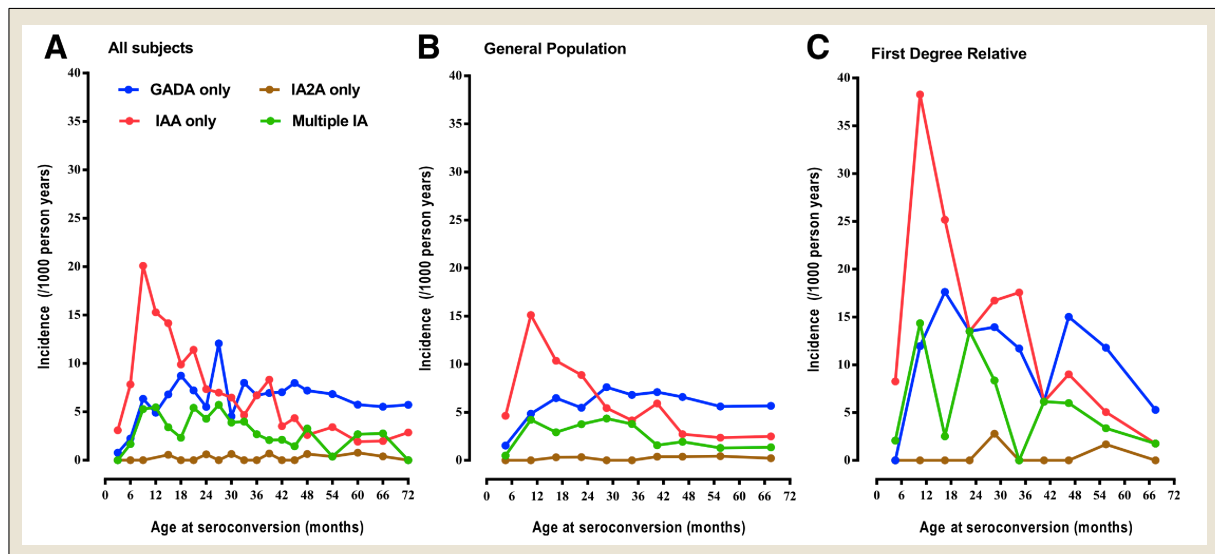 A All subjects
GADA only
IA2A only
IAA only
Multiple IA
40
35
30
25
20
15
10
5
0
Incidence (/1000 person years)
0 6 12 18 24 30 36 42 48 54 60 66 72
Age at seroconversion (months)
B General Population
40
35
30
25
20
15
10
5
0
Incidence (/1000 person years)
0 6 12 18 24 30 36 42 48 54 60 66 72
Age at seroconversion (months)
C First Degree Relative
40
35
30
25
20
15
10
5
0
Incidence (/1000 person years)
0 6 12 18 24 30 36 42 48 54 60 66 72
Age at seroconversion (months)